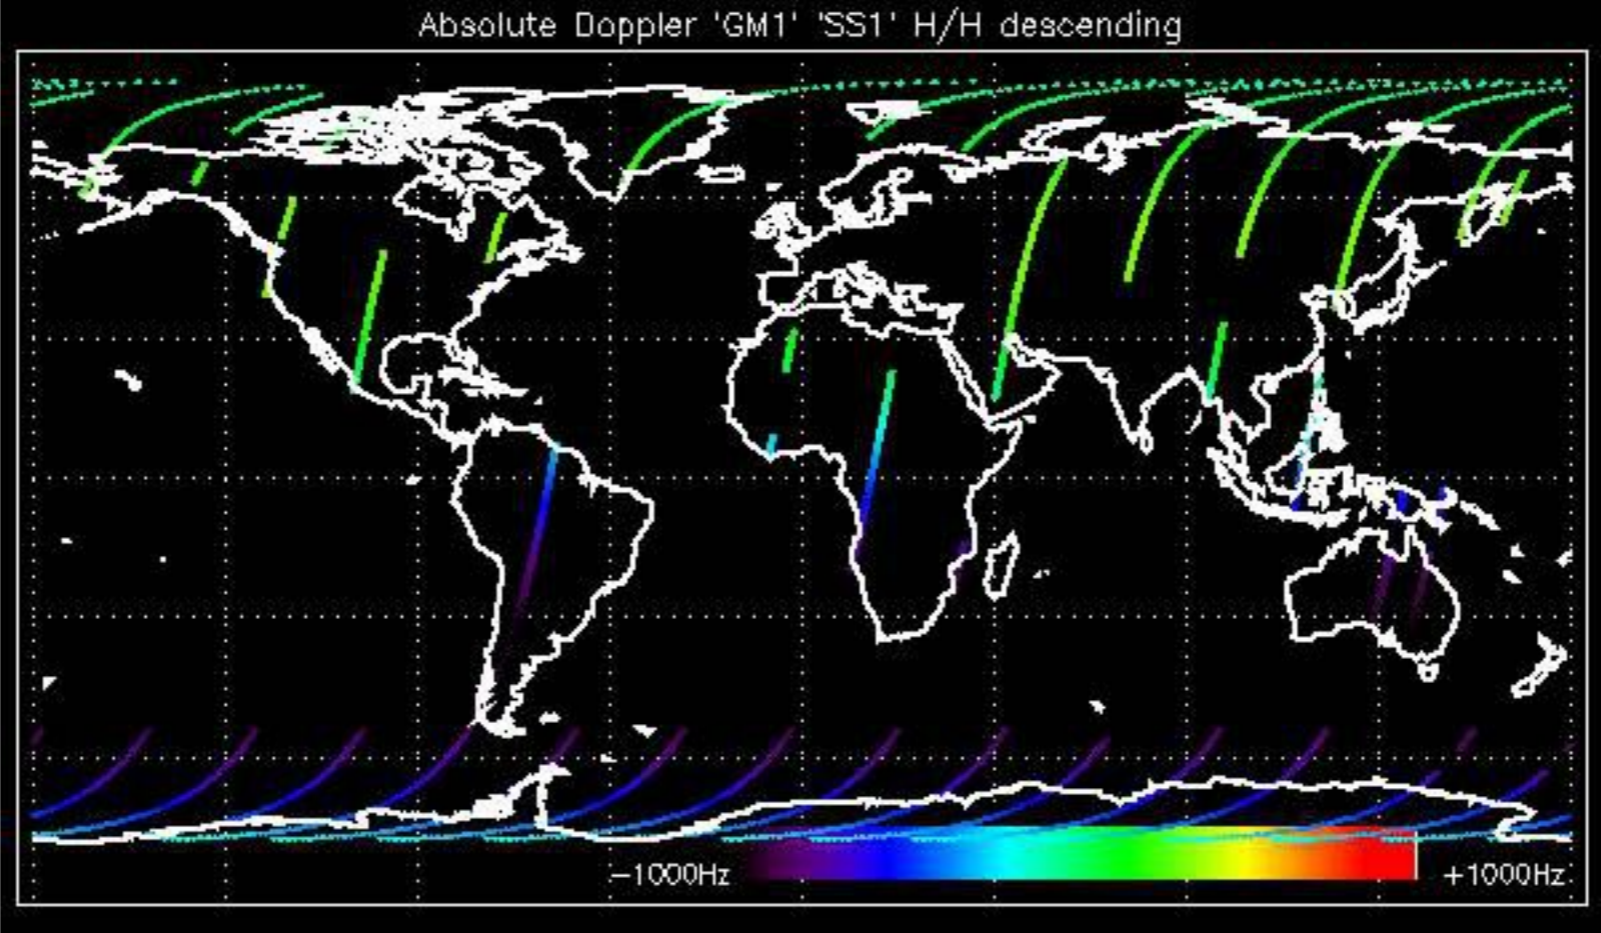 Absolute Doppler 'GM1' 'SS1' H/H descending
−1000Hz
+1000Hz